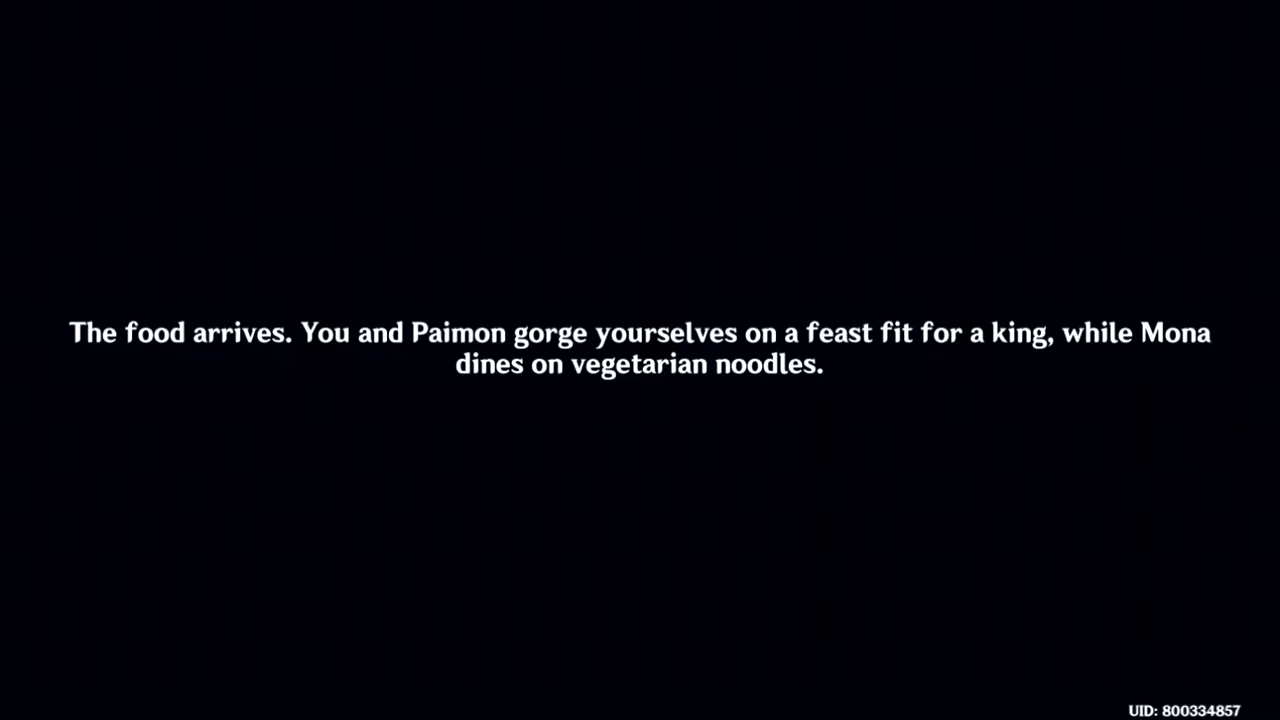 The food arrives. You and Paimon gorge yourselves on a feast fit for a king, while Mona
dines on vegetarian noodles.
UID: 800334857